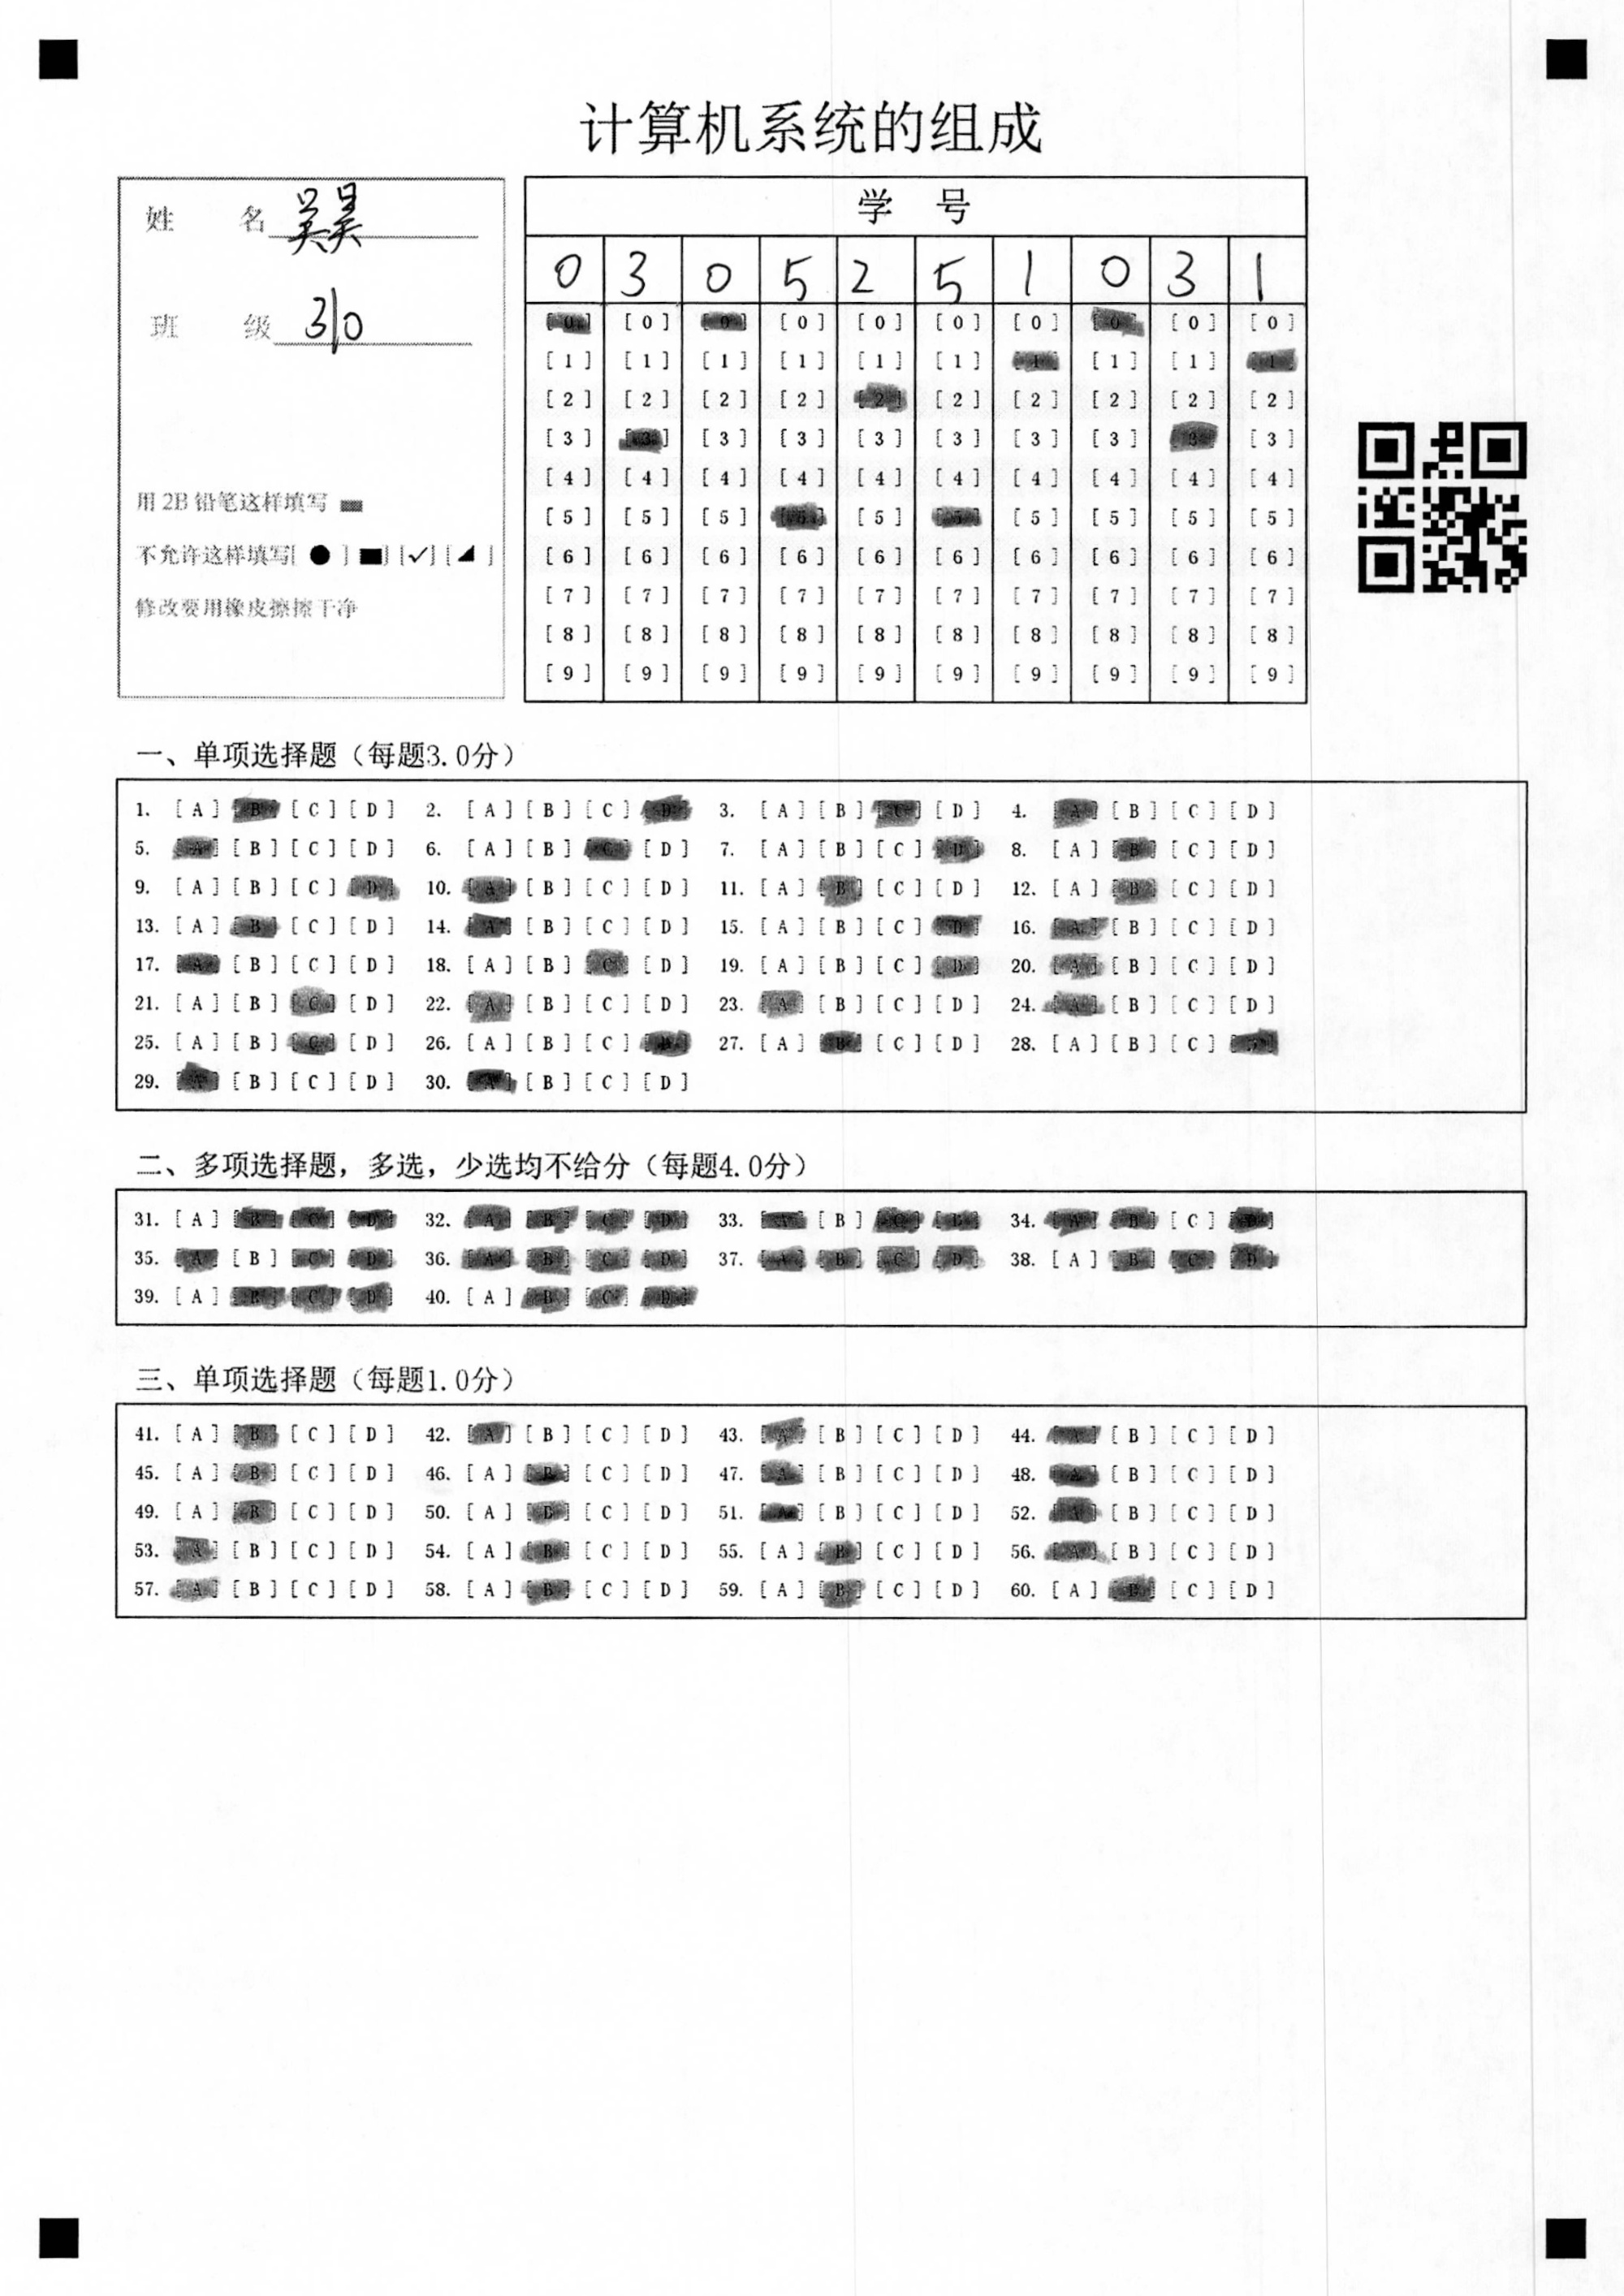 计算机系统的组成
姓 名 吴昊
班 级 310
用 2B 铅笔这样填写
不允许这样填写[ ● ] [■] [✓] [◢ ]
修改要用橡皮擦擦干净
学 号
0 3 0 5 2 5 1 0 3 1
[0] [0] [0] [0] [0] [0] [0] [0] [0] [0]
[1] [1] [1] [1] [1] [1] [1] [1] [1] [1]
[2] [2] [2] [2] [2] [2] [2] [2] [2] [2]
[3] [3] [3] [3] [3] [3] [3] [3] [3] [3]
[4] [4] [4] [4] [4] [4] [4] [4] [4] [4]
[5] [5] [5] [5] [5] [5] [5] [5] [5] [5]
[6] [6] [6] [6] [6] [6] [6] [6] [6] [6]
[7] [7] [7] [7] [7] [7] [7] [7] [7] [7]
[8] [8] [8] [8] [8] [8] [8] [8] [8] [8]
[9] [9] [9] [9] [9] [9] [9] [9] [9] [9]
一、单项选择题（每题3.0分）
1. [A] [B] [C] [D] 2. [A] [B] [C] [D] 3. [A] [B] [C] [D] 4. [A] [B] [C] [D]
5. [A] [B] [C] [D] 6. [A] [B] [C] [D] 7. [A] [B] [C] [D] 8. [A] [B] [C] [D]
9. [A] [B] [C] [D] 10. [A] [B] [C] [D] 11. [A] [B] [C] [D] 12. [A] [B] [C] [D]
13. [A] [B] [C] [D] 14. [A] [B] [C] [D] 15. [A] [B] [C] [D] 16. [A] [B] [C] [D]
17. [A] [B] [C] [D] 18. [A] [B] [C] [D] 19. [A] [B] [C] [D] 20. [A] [B] [C] [D]
21. [A] [B] [C] [D] 22. [A] [B] [C] [D] 23. [A] [B] [C] [D] 24. [A] [B] [C] [D]
25. [A] [B] [C] [D] 26. [A] [B] [C] [D] 27. [A] [B] [C] [D] 28. [A] [B] [C] [D]
29. [A] [B] [C] [D] 30. [A] [B] [C] [D]
二、多项选择题，多选，少选均不给分（每题4.0分）
31. [A] [B] [C] [D] 32. [A] [B] [C] [D] 33. [A] [B] [C] [D] 34. [A] [B] [C] [D]
35. [A] [B] [C] [D] 36. [A] [B] [C] [D] 37. [A] [B] [C] [D] 38. [A] [B] [C] [D]
39. [A] [B] [C] [D] 40. [A] [B] [C] [D]
三、单项选择题（每题1.0分）
41. [A] [B] [C] [D] 42. [A] [B] [C] [D] 43. [A] [B] [C] [D] 44. [A] [B] [C] [D]
45. [A] [B] [C] [D] 46. [A] [B] [C] [D] 47. [A] [B] [C] [D] 48. [A] [B] [C] [D]
49. [A] [B] [C] [D] 50. [A] [B] [C] [D] 51. [A] [B] [C] [D] 52. [A] [B] [C] [D]
53. [A] [B] [C] [D] 54. [A] [B] [C] [D] 55. [A] [B] [C] [D] 56. [A] [B] [C] [D]
57. [A] [B] [C] [D] 58. [A] [B] [C] [D] 59. [A] [B] [C] [D] 60. [A] [B] [C] [D]